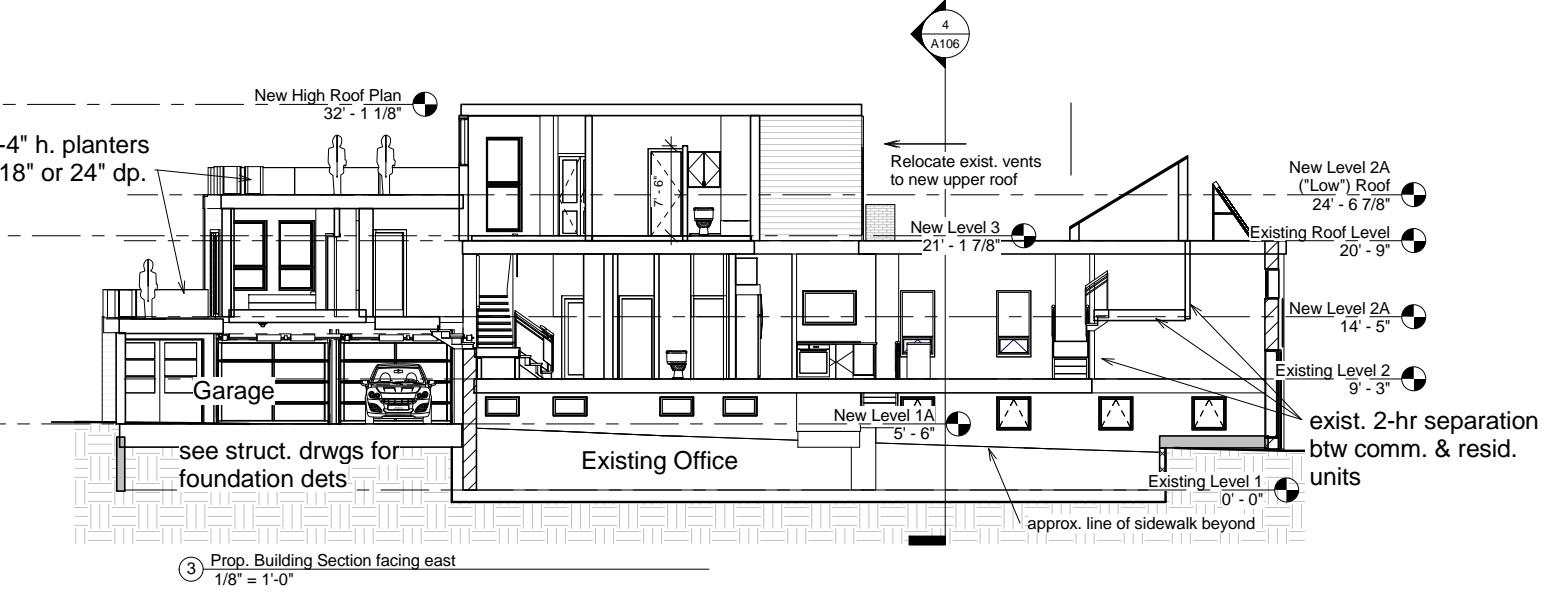 4
A106
New High Roof Plan
32' - 1 1/8"
-4" h. planters
18" or 24" dp.
7' - 6"
Relocate exist. vents
to new upper roof
New Level 2A
("Low") Roof
24' - 6 7/8"
New Level 3
21' - 1 7/8"
Existing Roof Level
20' - 9"
New Level 2A
14' - 5"
Existing Level 2
9' - 3"
Garage
New Level 1A
5' - 6"
exist. 2-hr separation
btw comm. & resid.
units
see struct. drwgs for
foundation dets
Existing Office
Existing Level 1
0' - 0"
approx. line of sidewalk beyond
3
Prop. Building Section facing east
1/8" = 1'-0"